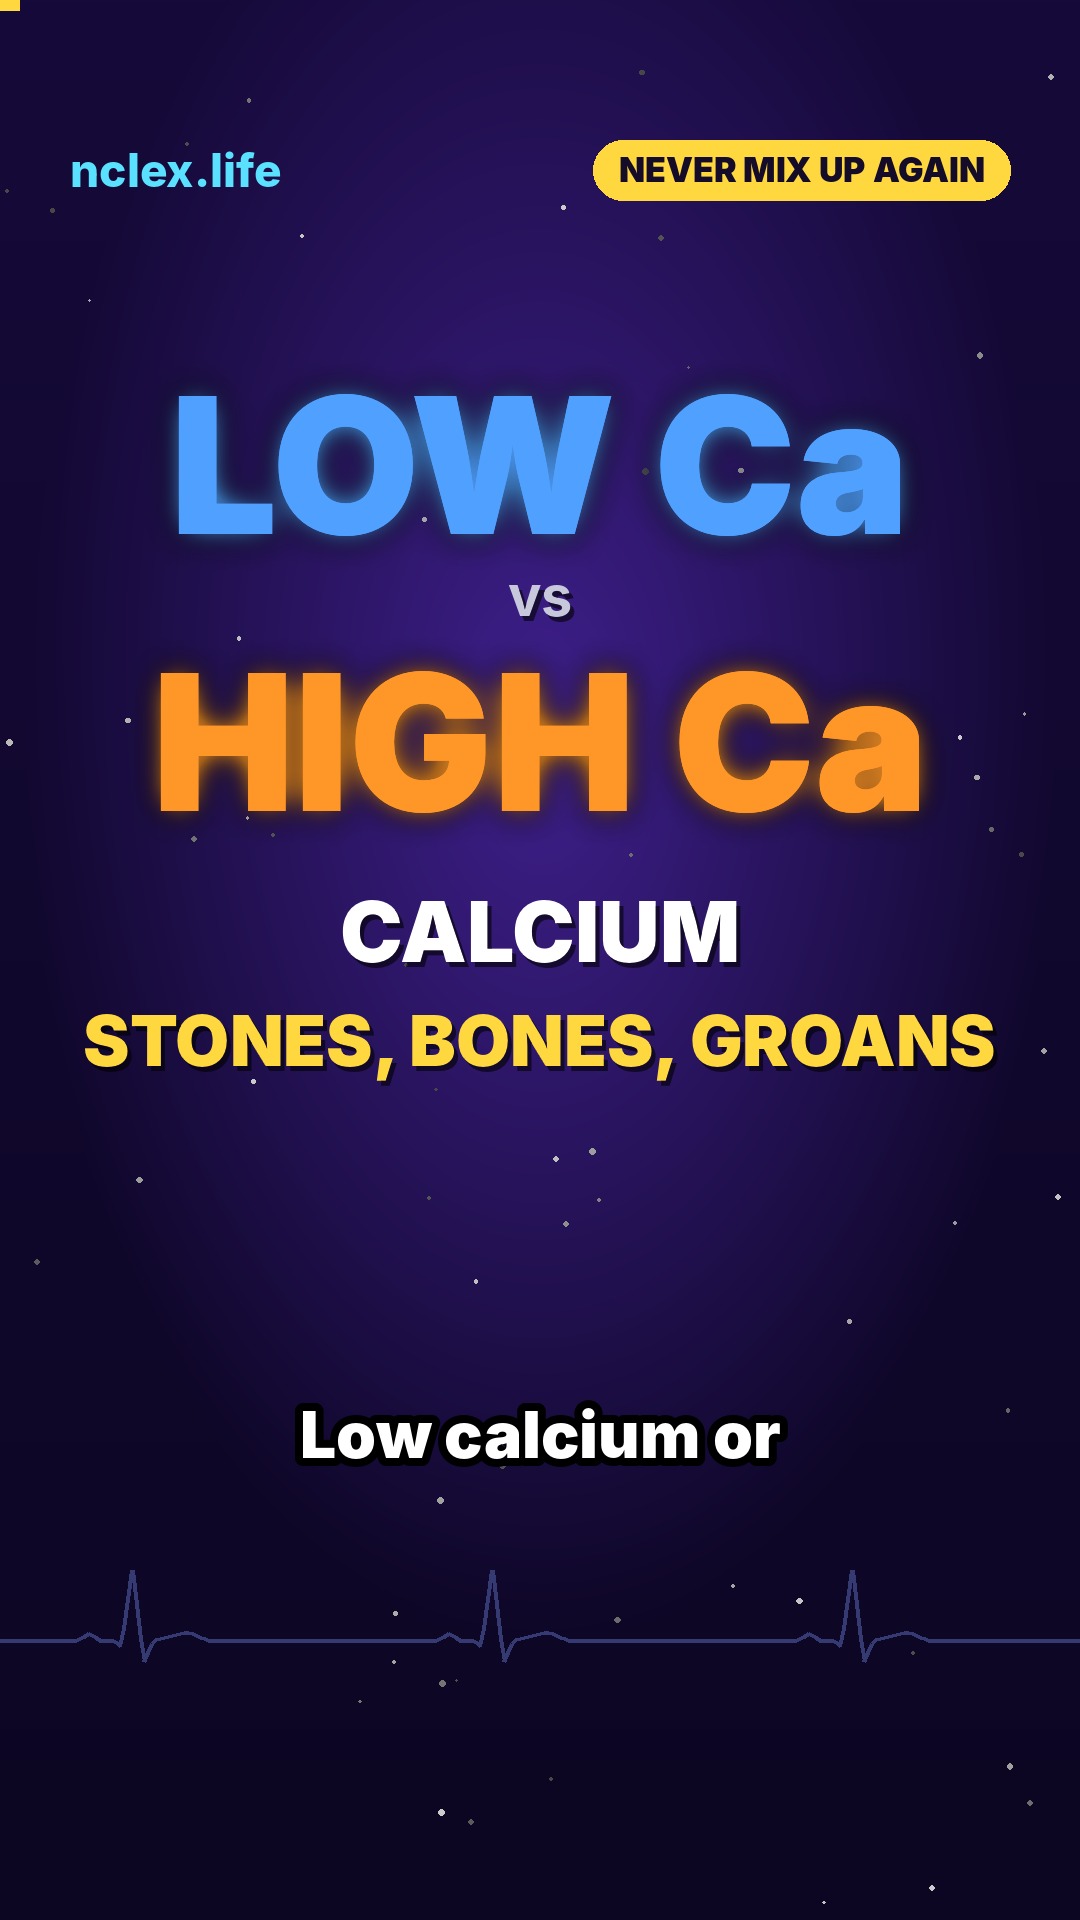 nclex.life
NEVER MIX UP AGAIN
LOW Ca
VS
HIGH Ca
CALCIUM
STONES, BONES, GROANS
Low calcium or